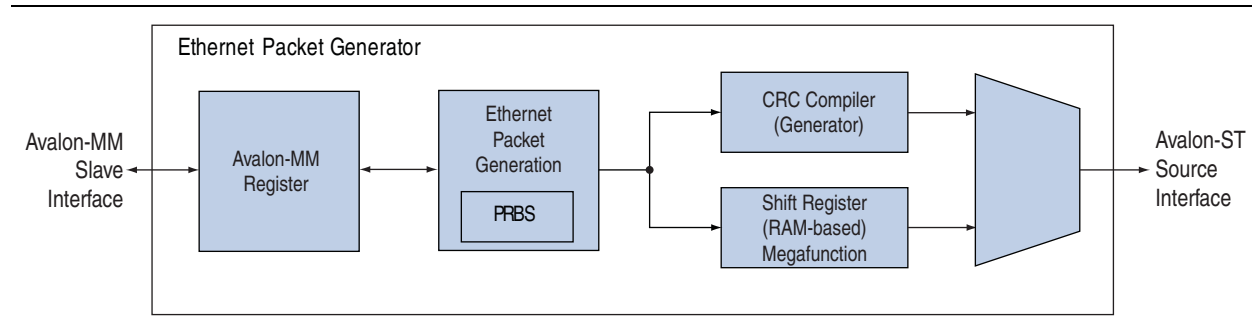 Ethernet Packet Generator
Avalon-MM
Slave
Interface
Avalon-MM
Register
Ethernet
Packet
Generation
PRBS
CRC Compiler
(Generator)
Shift Register
(RAM-based)
Megafunction
Avalon-ST
Source
Interface